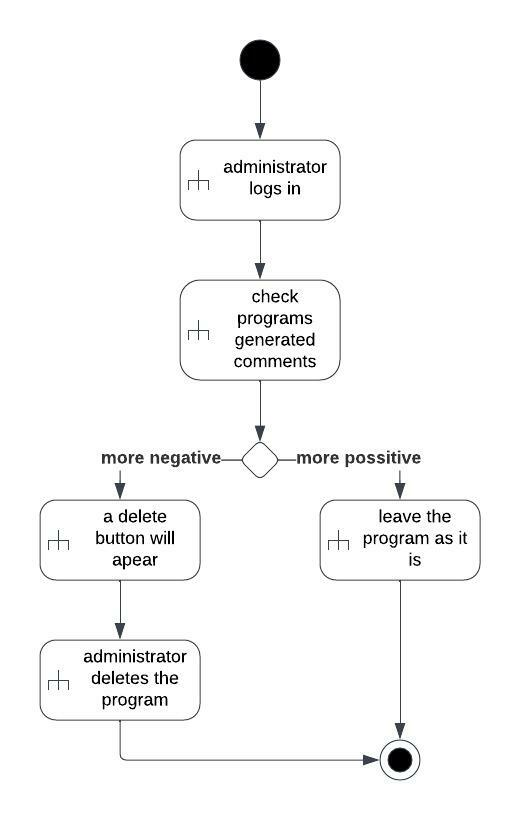 administrator
logs in
check
programs
generated
comments
more negative
more possitive
a delete
button will
apear
leave the
program as it
is
administrator
deletes the
program